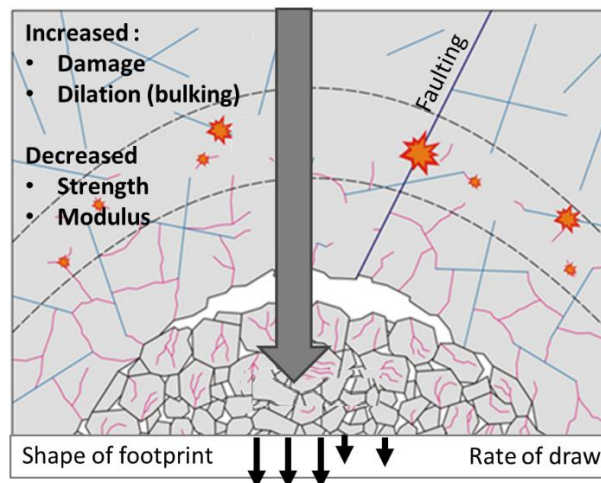 Increased :
• Damage
• Dilation (bulking)
Decreased
• Strength
• Modulus
Faulting
Shape of footprint
Rate of draw